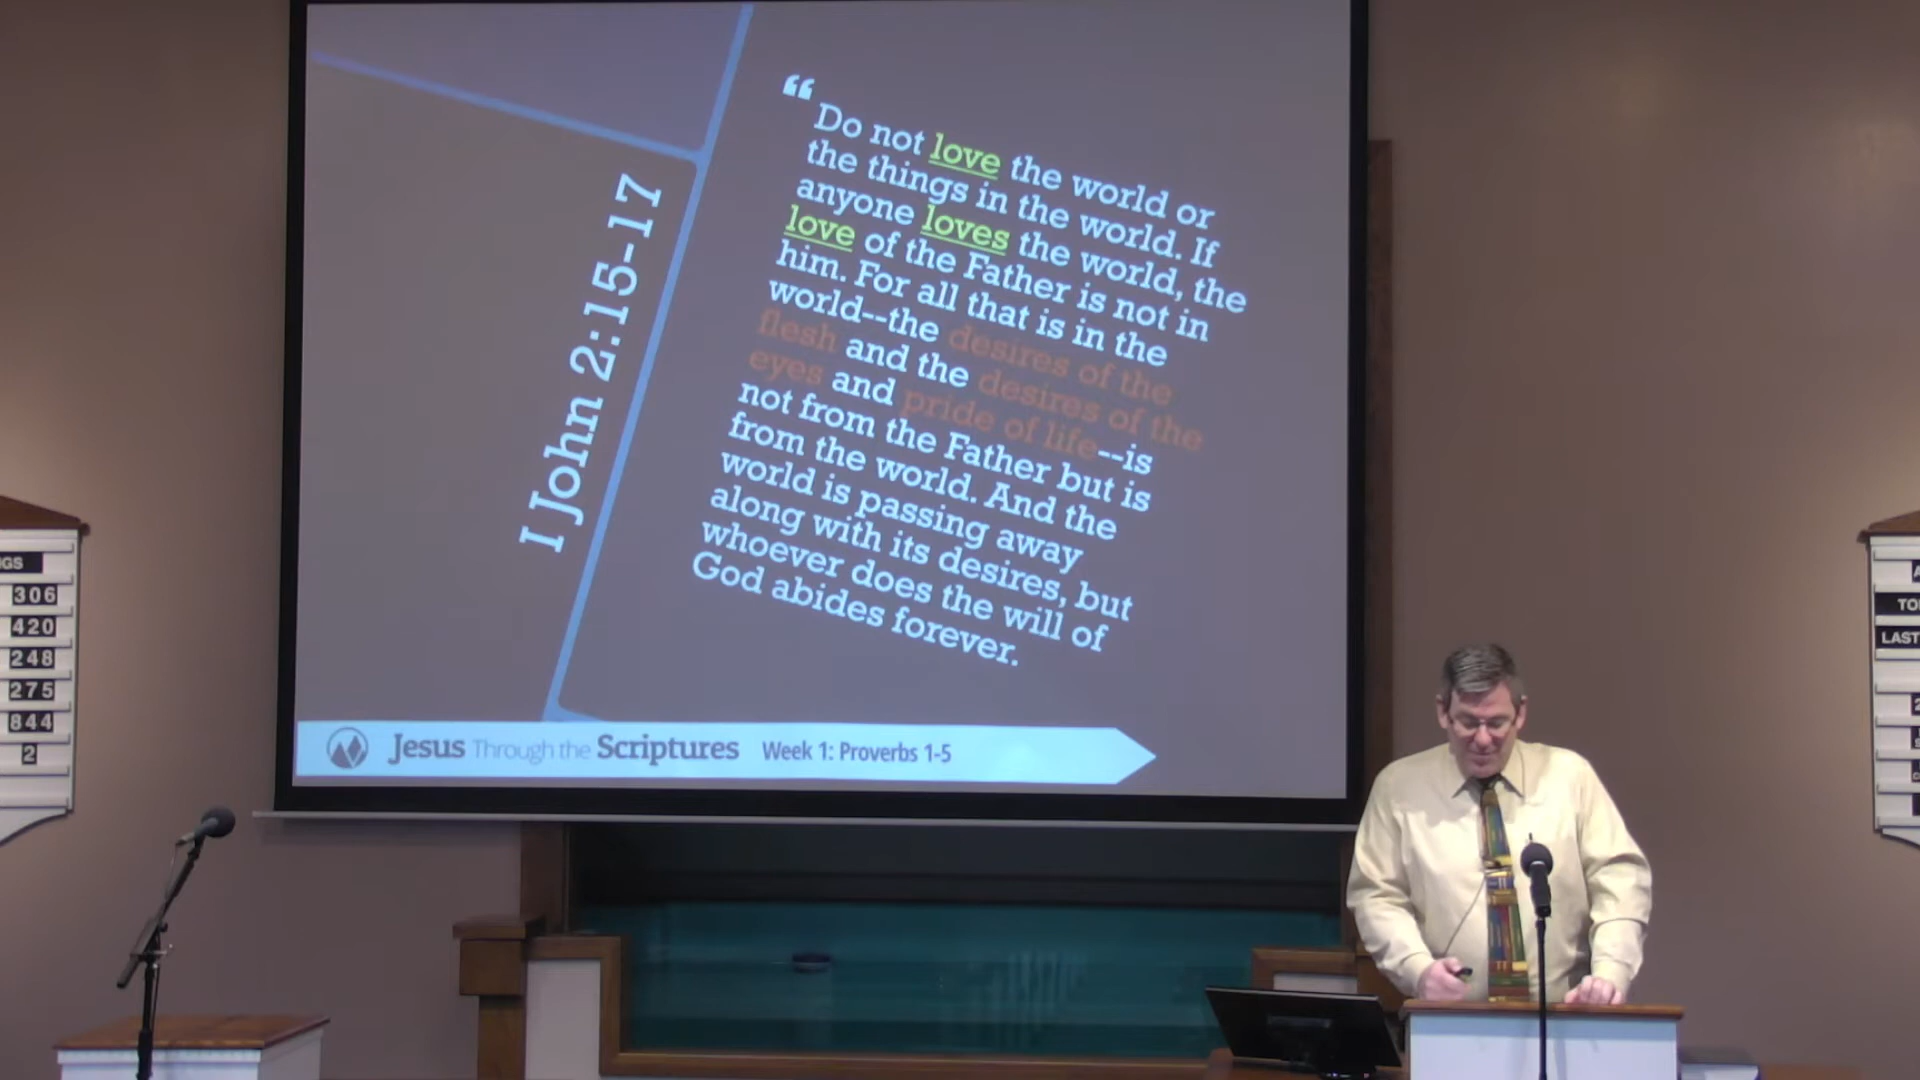 “
Do not love the world or
the things in the world. If
anyone loves the world, the
love of the Father is not in
him. For all that is in the
world--the desires of the
flesh and the desires of the
eyes and pride of life--is
not from the Father but is
from the world. And the
world is passing away
along with its desires, but
whoever does the will of
God abides forever.
I John 2:15-17
Jesus Through the Scriptures Week 1: Proverbs 1-5
GS
306
420
248
275
844
2
A
TO
LAST
2